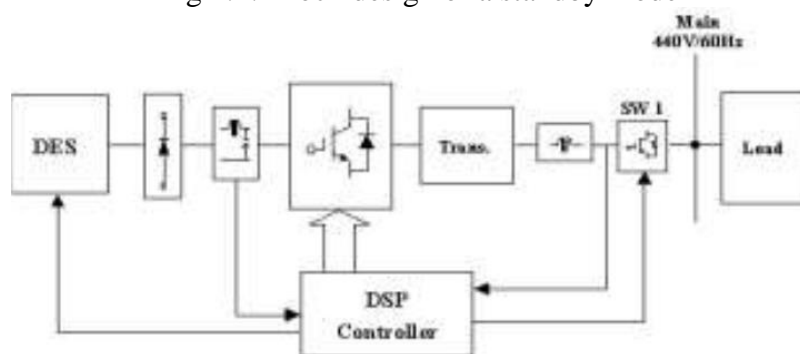 Main
440V/60Hz
SW 1
DES
Trans.
Load
DSP
Controller